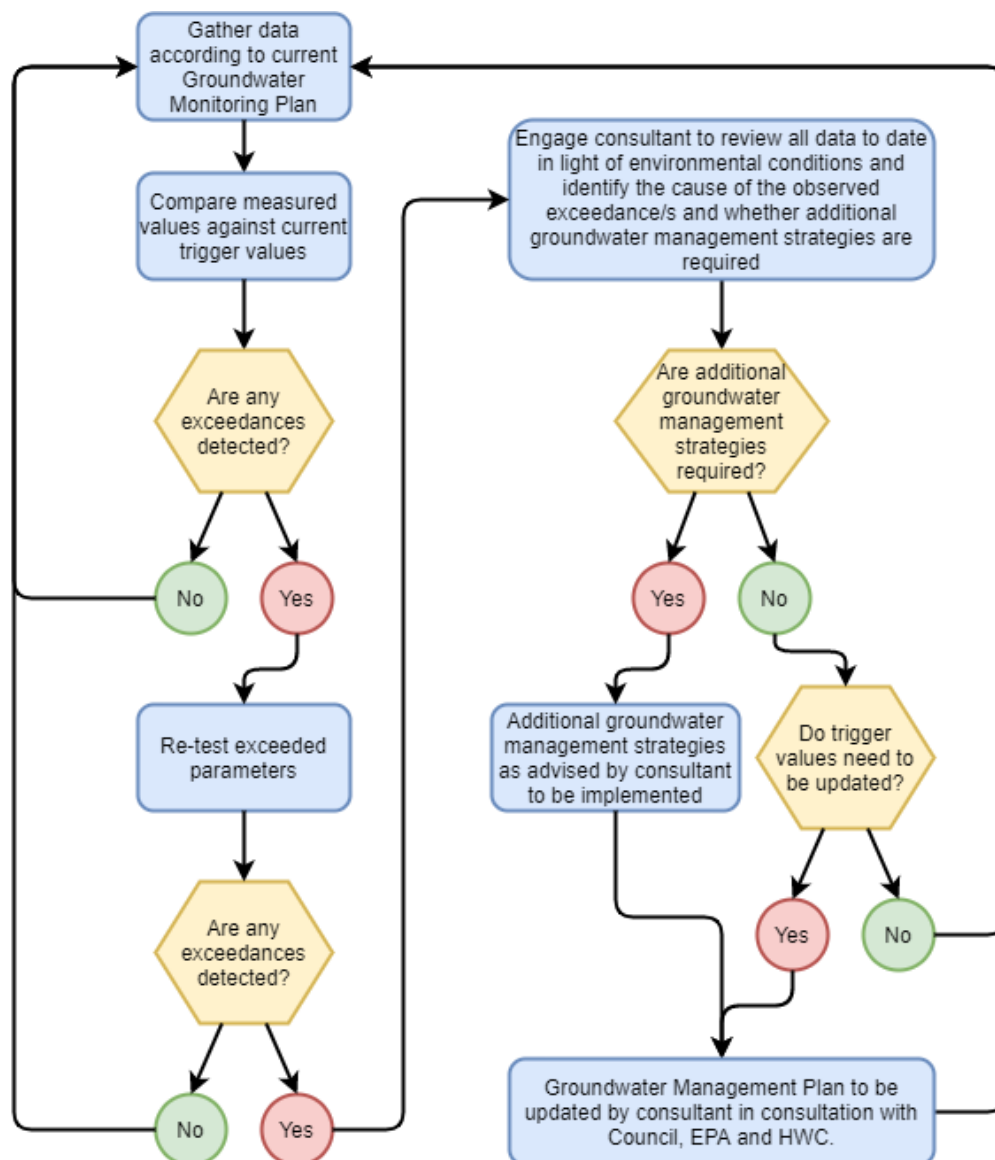 Gather data
according to current
Groundwater
Monitoring Plan
Compare measured
values against current
trigger values
Are any
exceedances
detected?
No
Yes
Re-test exceeded
parameters
Are any
exceedances
detected?
No
Yes
Engage consultant to review all data to date
in light of environmental conditions and
identify the cause of the observed
exceedance/s and whether additional
groundwater management strategies are
required
Are additional
groundwater
management
strategies
required?
Yes
No
Additional groundwater
management strategies
as advised by consultant
to be implemented
Do trigger
values need to
be updated?
Yes
No
Groundwater Management Plan to be
updated by consultant in consultation with
Council, EPA and HWC.